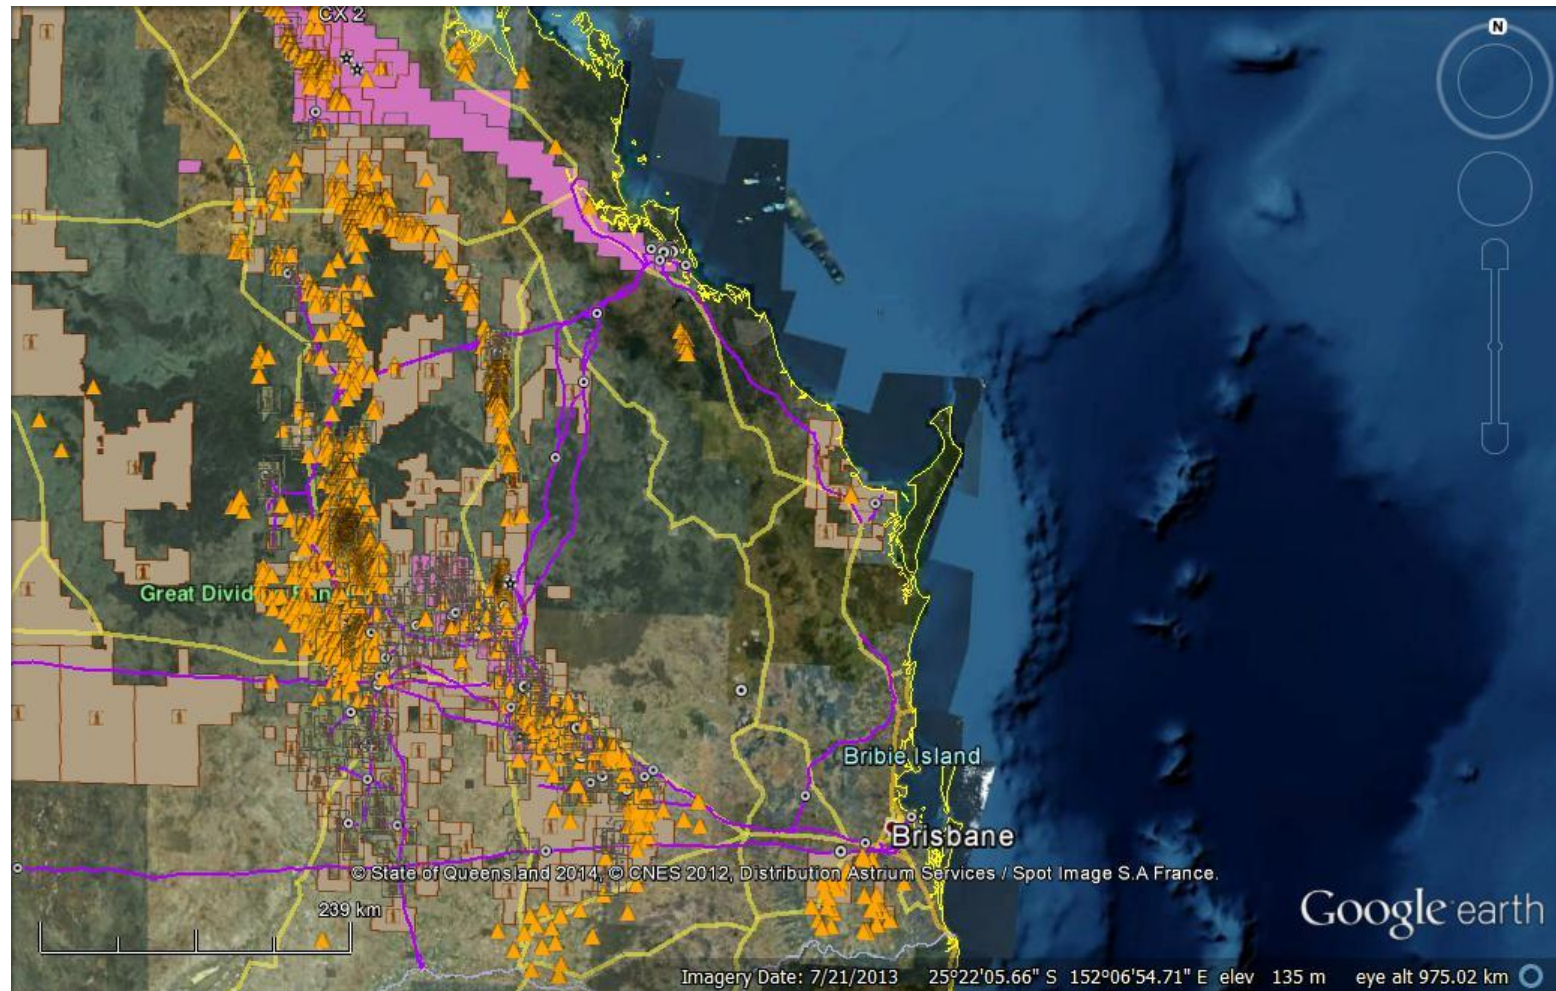 CX 2
N
Great Divid
Bribie Island
Brisbane
© State of Queensland 2014, © CNES 2012, Distribution Astrium Services / Spot Image S.A France.
239 km
Google earth
Imagery Date: 7/21/2013 25°22'05.66" S 152°06'54.71" E elev 135 m eye alt 975.02 km